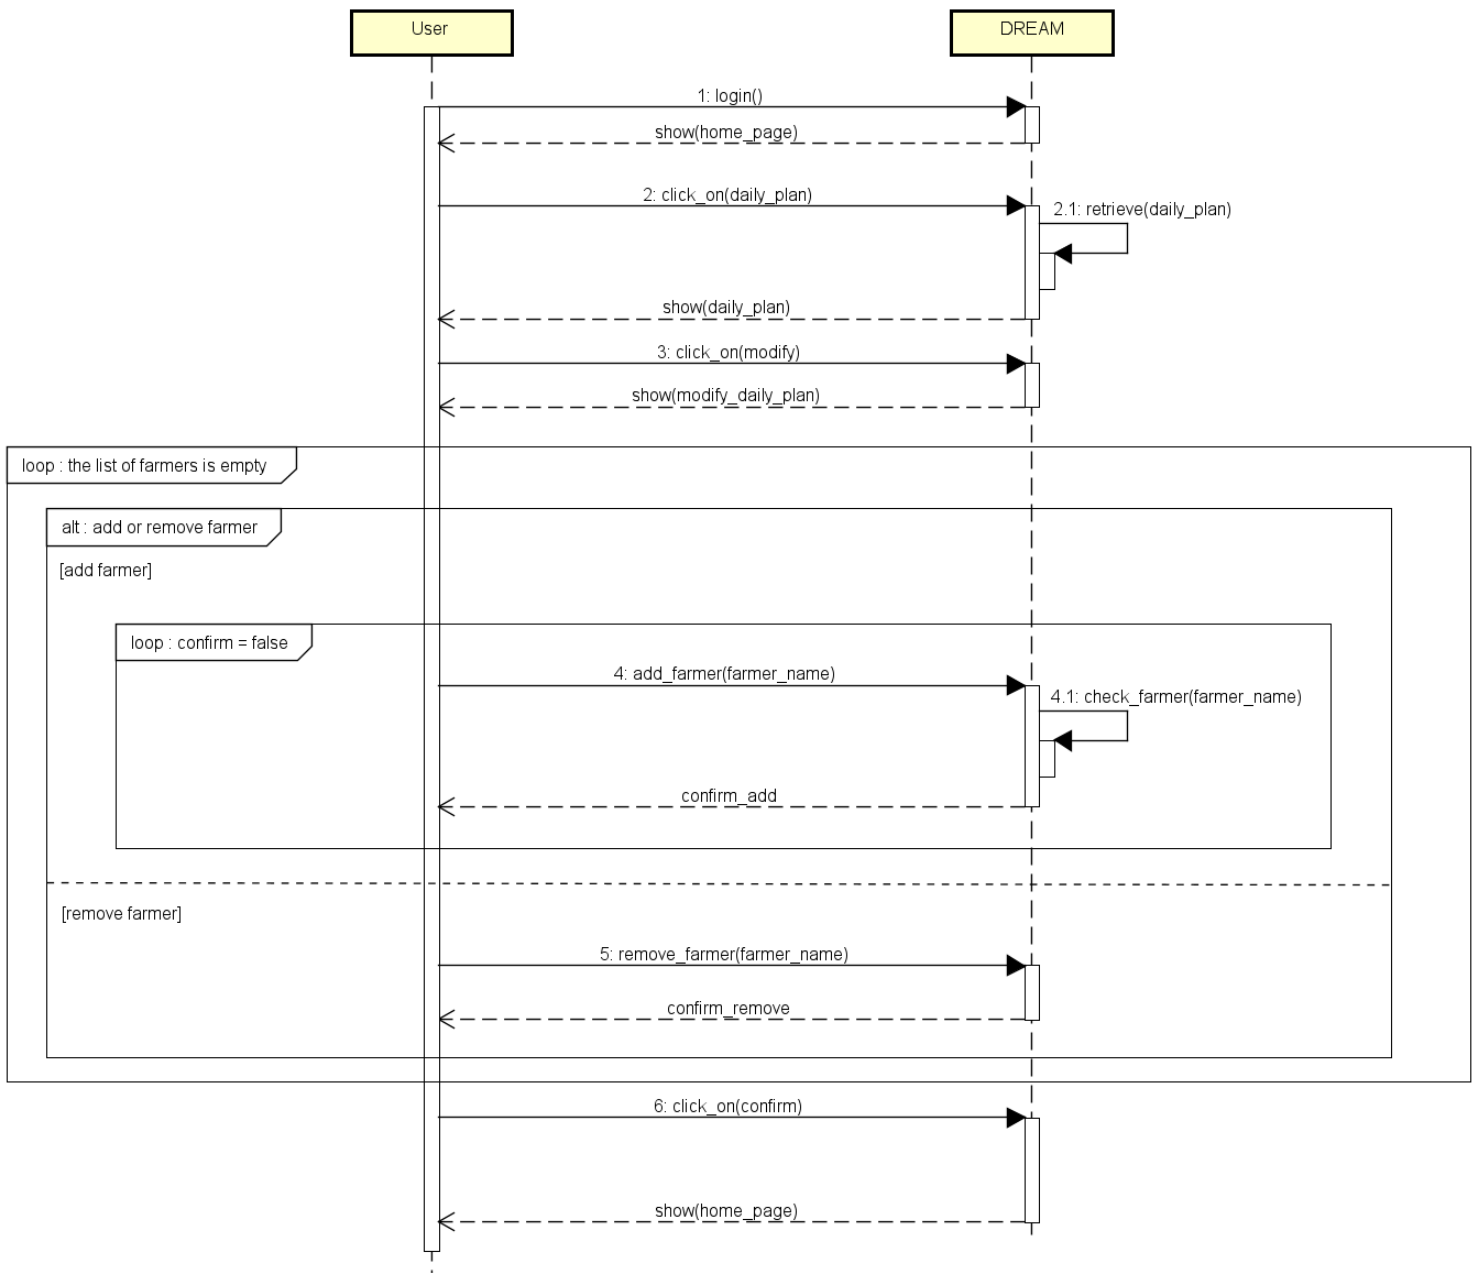 User
DREAM
1: login()
show(home_page)
2: click_on(daily_plan)
2.1: retrieve(daily_plan)
show(daily_plan)
3: click_on(modify)
show(modify_daily_plan)
loop : the list of farmers is empty
alt : add or remove farmer
[add farmer]
loop : confirm = false
4: add_farmer(farmer_name)
4.1: check_farmer(farmer_name)
confirm_add
[remove farmer]
5: remove_farmer(farmer_name)
confirm_remove
6: click_on(confirm)
show(home_page)